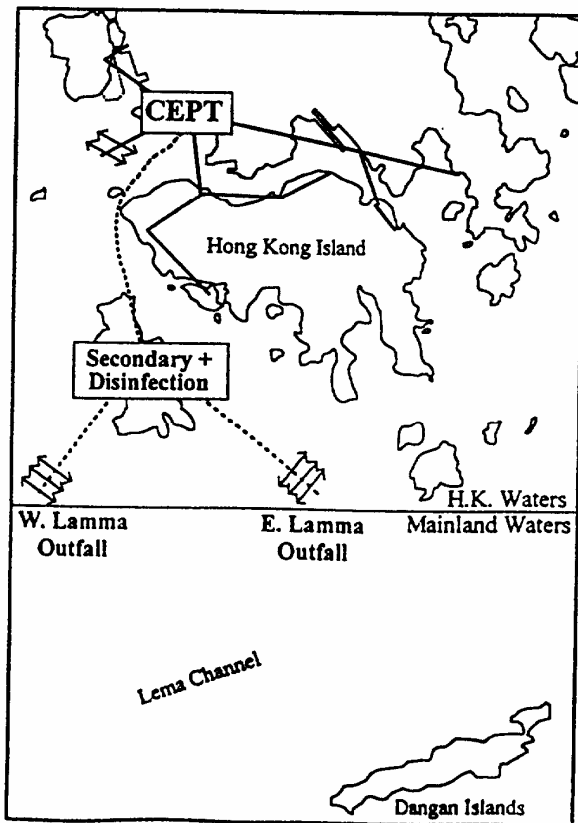 CEPT
Hong Kong Island
Secondary +
Disinfection
H.K. Waters
W. Lamma
Outfall
E. Lamma
Outfall
Mainland Waters
Lema Channel
Dangan Islands